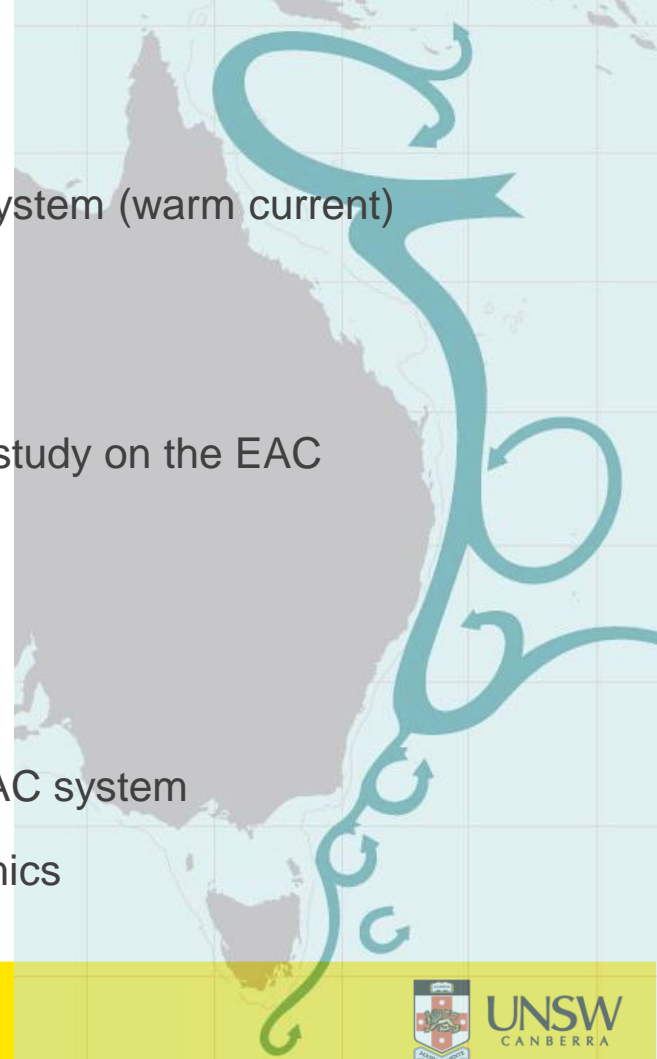 ystem (warm current)
study on the EAC
AC system
nics
UNSW
CANBERRA